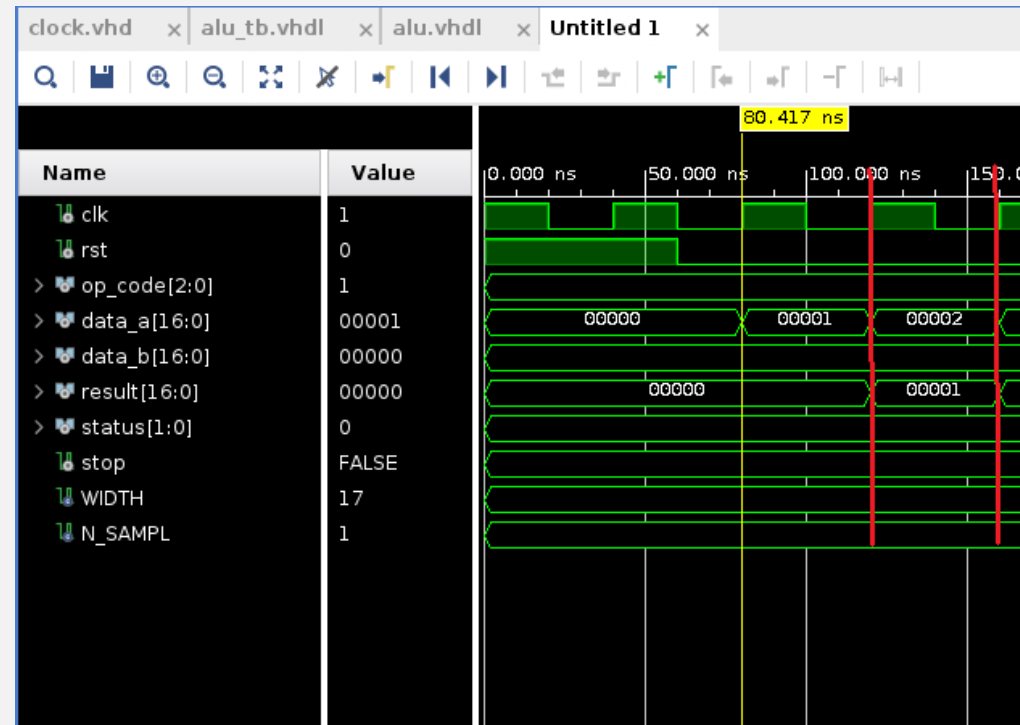 clock.vhd × alu_tb.vhdl × alu.vhdl × Untitled 1 ×
80.417 ns
Name Value 0.000 ns 50.000 ns 100.000 ns 150.0
clk 1
rst 0
> op_code[2:0] 1
> data_a[16:0] 00001 00000 00001 00002
> data_b[16:0] 00000
> result[16:0] 00000 00000 00001
> status[1:0] 0
stop FALSE
WIDTH 17
N_SAMPL 1